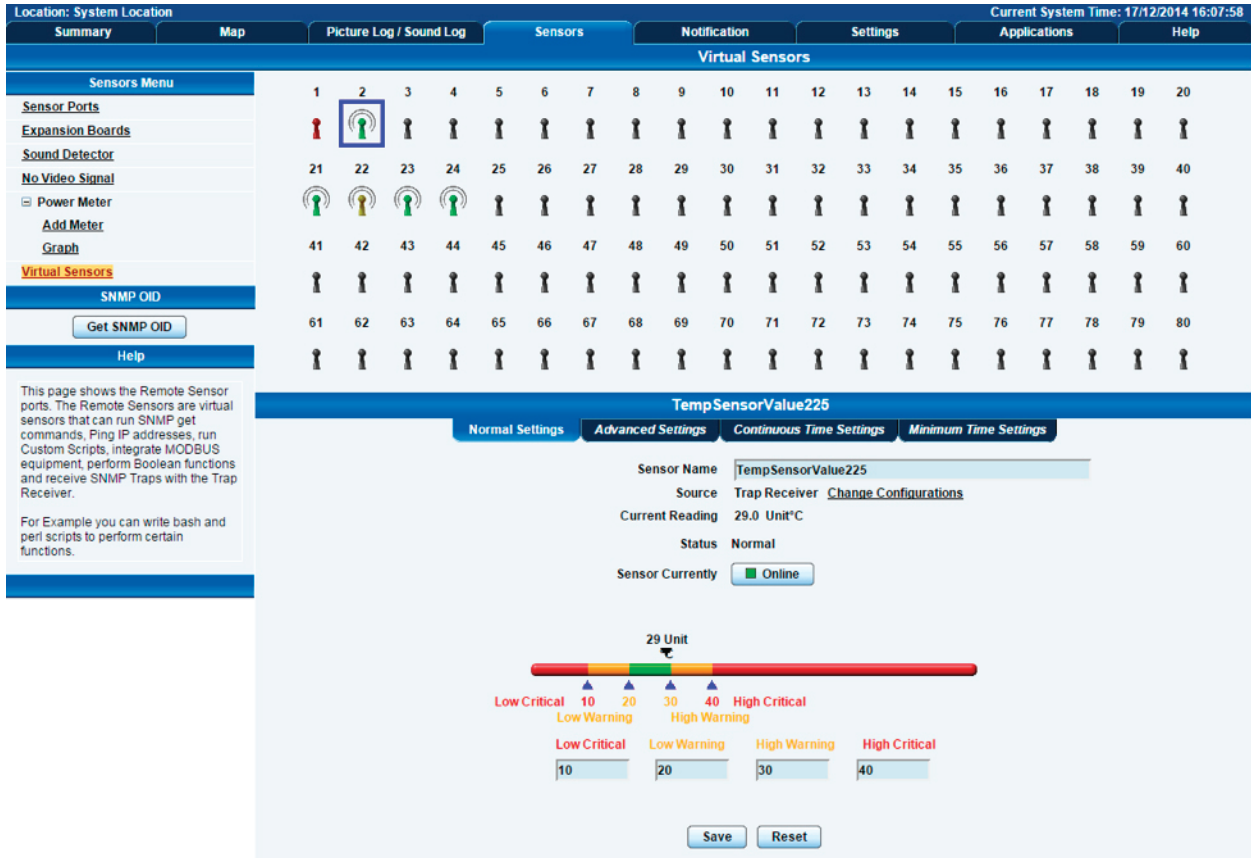 Location: System Location
Current System Time: 17/12/2014 16:07:58
Summary Map Picture Log / Sound Log Sensors Notification Settings Applications Help
Virtual Sensors
Sensors Menu
Sensor Ports
Expansion Boards
Sound Detector
No Video Signal
Power Meter
Add Meter
Graph
Virtual Sensors
SNMP OID
Get SNMP OID
Help
This page shows the Remote Sensor
ports. The Remote Sensors are virtual
sensors that can run SNMP get
commands, Ping IP addresses, run
Custom Scripts, integrate MODBUS
equipment, perform Boolean functions
and receive SNMP Traps with the Trap
Receiver.
For Example you can write bash and
perl scripts to perform certain
functions.
1 2 3 4 5 6 7 8 9 10 11 12 13 14 15 16 17 18 19 20
21 22 23 24 25 26 27 28 29 30 31 32 33 34 35 36 37 38 39 40
41 42 43 44 45 46 47 48 49 50 51 52 53 54 55 56 57 58 59 60
61 62 63 64 65 66 67 68 69 70 71 72 73 74 75 76 77 78 79 80
TempSensorValue225
Normal Settings Advanced Settings Continuous Time Settings Minimum Time Settings
Sensor Name TempSensorValue225
Source Trap Receiver Change Configurations
Current Reading 29.0 Unit°C
Status Normal
Sensor Currently Online
29 Unit
Low Critical 10 20 30 40 High Critical
Low Warning High Warning
Low Critical Low Warning High Warning High Critical
10 20 30 40
Save Reset